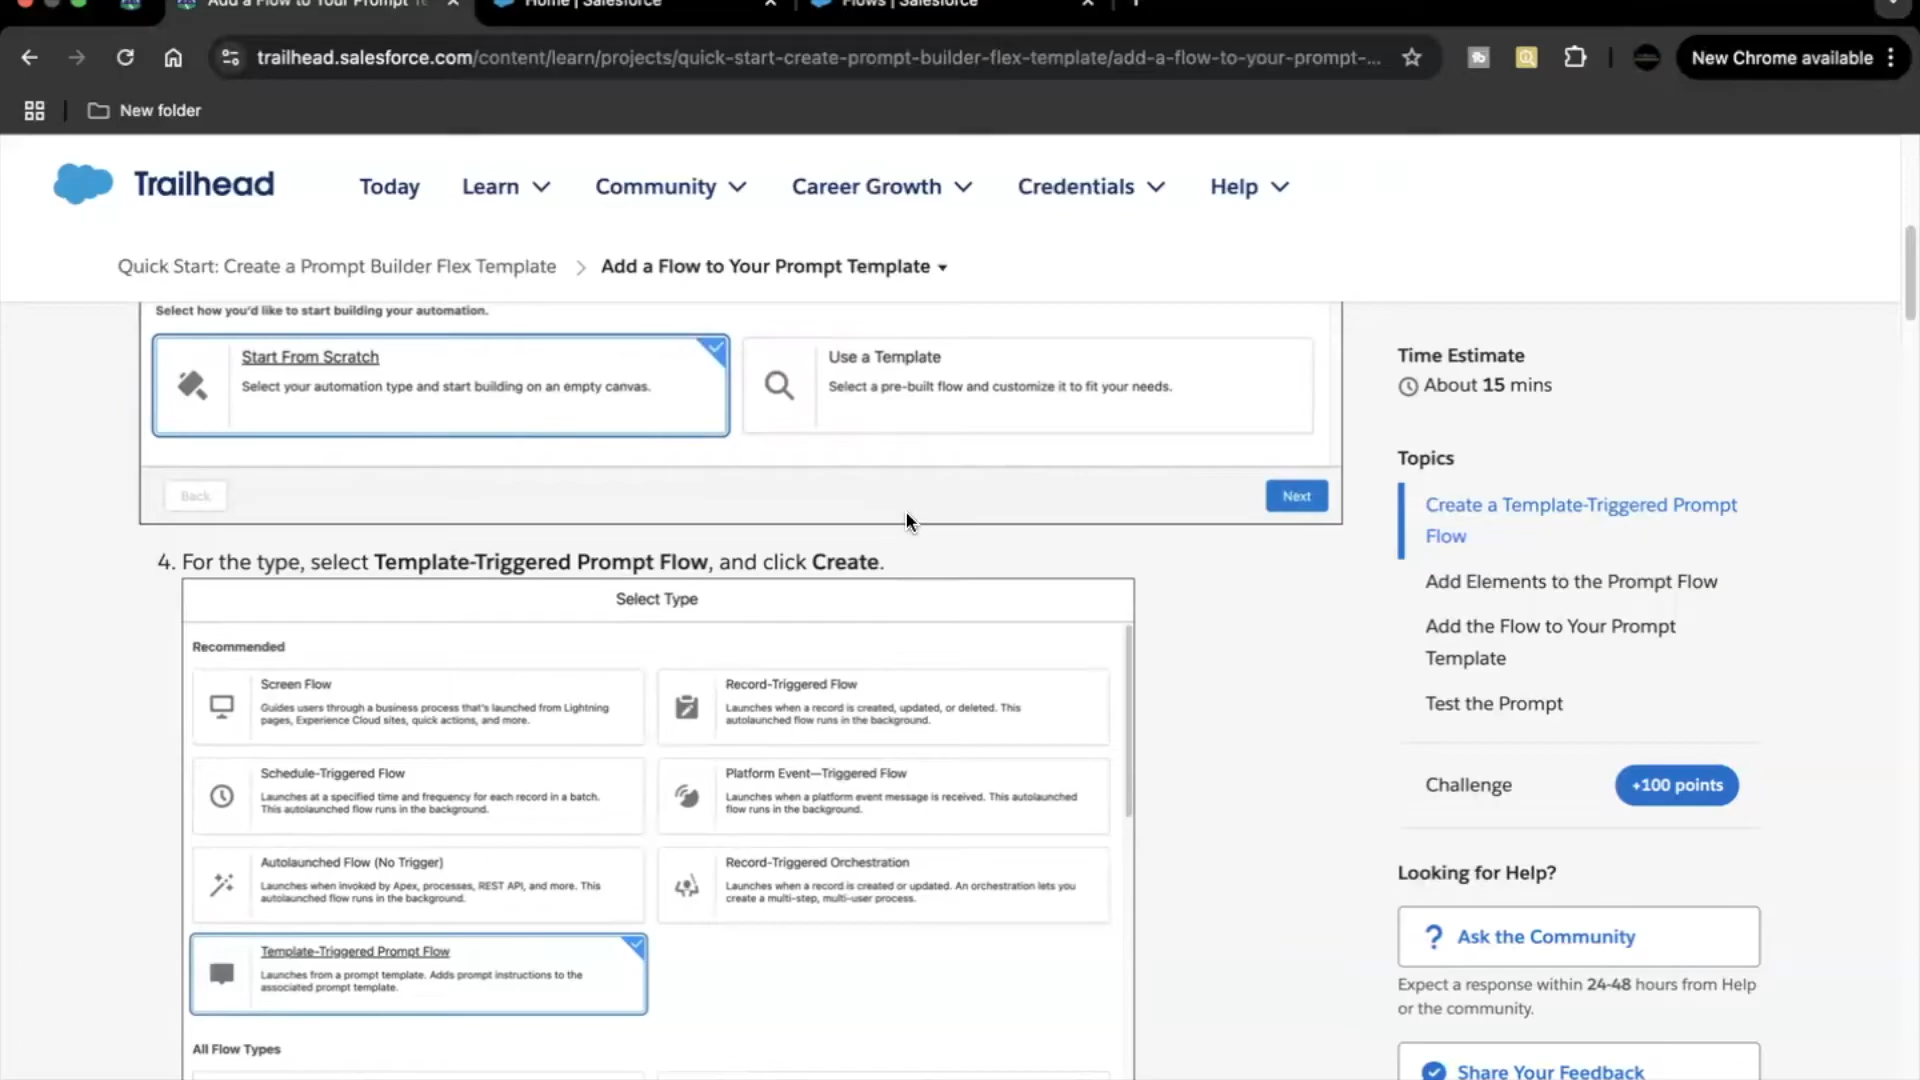 Add a Flow to Your Prompt Te
Home | Salesforce
Flows | Salesforce
trailhead.salesforce.com/content/learn/projects/quick-start-create-prompt-builder-flex-template/add-a-flow-to-your-prompt-...
New Chrome available
New folder
Trailhead
Today
Learn
Community
Career Growth
Credentials
Help
Quick Start: Create a Prompt Builder Flex Template
Add a Flow to Your Prompt Template
Select how you'd like to start building your automation.
Start From Scratch
Select your automation type and start building on an empty canvas.
Use a Template
Select a pre-built flow and customize it to fit your needs.
Back
Next
4. For the type, select Template-Triggered Prompt Flow, and click Create.
Select Type
Recommended
Screen Flow
Guides users through a business process that's launched from Lightning
pages, Experience Cloud sites, quick actions, and more.
Record-Triggered Flow
Launches when a record is created, updated, or deleted. This
autolaunched flow runs in the background.
Schedule-Triggered Flow
Launches at a specified time and frequency for each record in a batch.
This autolaunched flow runs in the background.
Platform Event—Triggered Flow
Launches when a platform event message is received. This autolaunched
flow runs in the background.
Autolaunched Flow (No Trigger)
Launches when invoked by Apex, processes, REST API, and more. This
autolaunched flow runs in the background.
Record-Triggered Orchestration
Launches when a record is created or updated. An orchestration lets you
create a multi-step, multi-user process.
Template-Triggered Prompt Flow
Launches from a prompt template. Adds prompt instructions to the
associated prompt template.
All Flow Types
Time Estimate
About 15 mins
Topics
Create a Template-Triggered Prompt
Flow
Add Elements to the Prompt Flow
Add the Flow to Your Prompt
Template
Test the Prompt
Challenge
+100 points
Looking for Help?
Ask the Community
Expect a response within 24-48 hours from Help
or the community.
Share Your Feedback